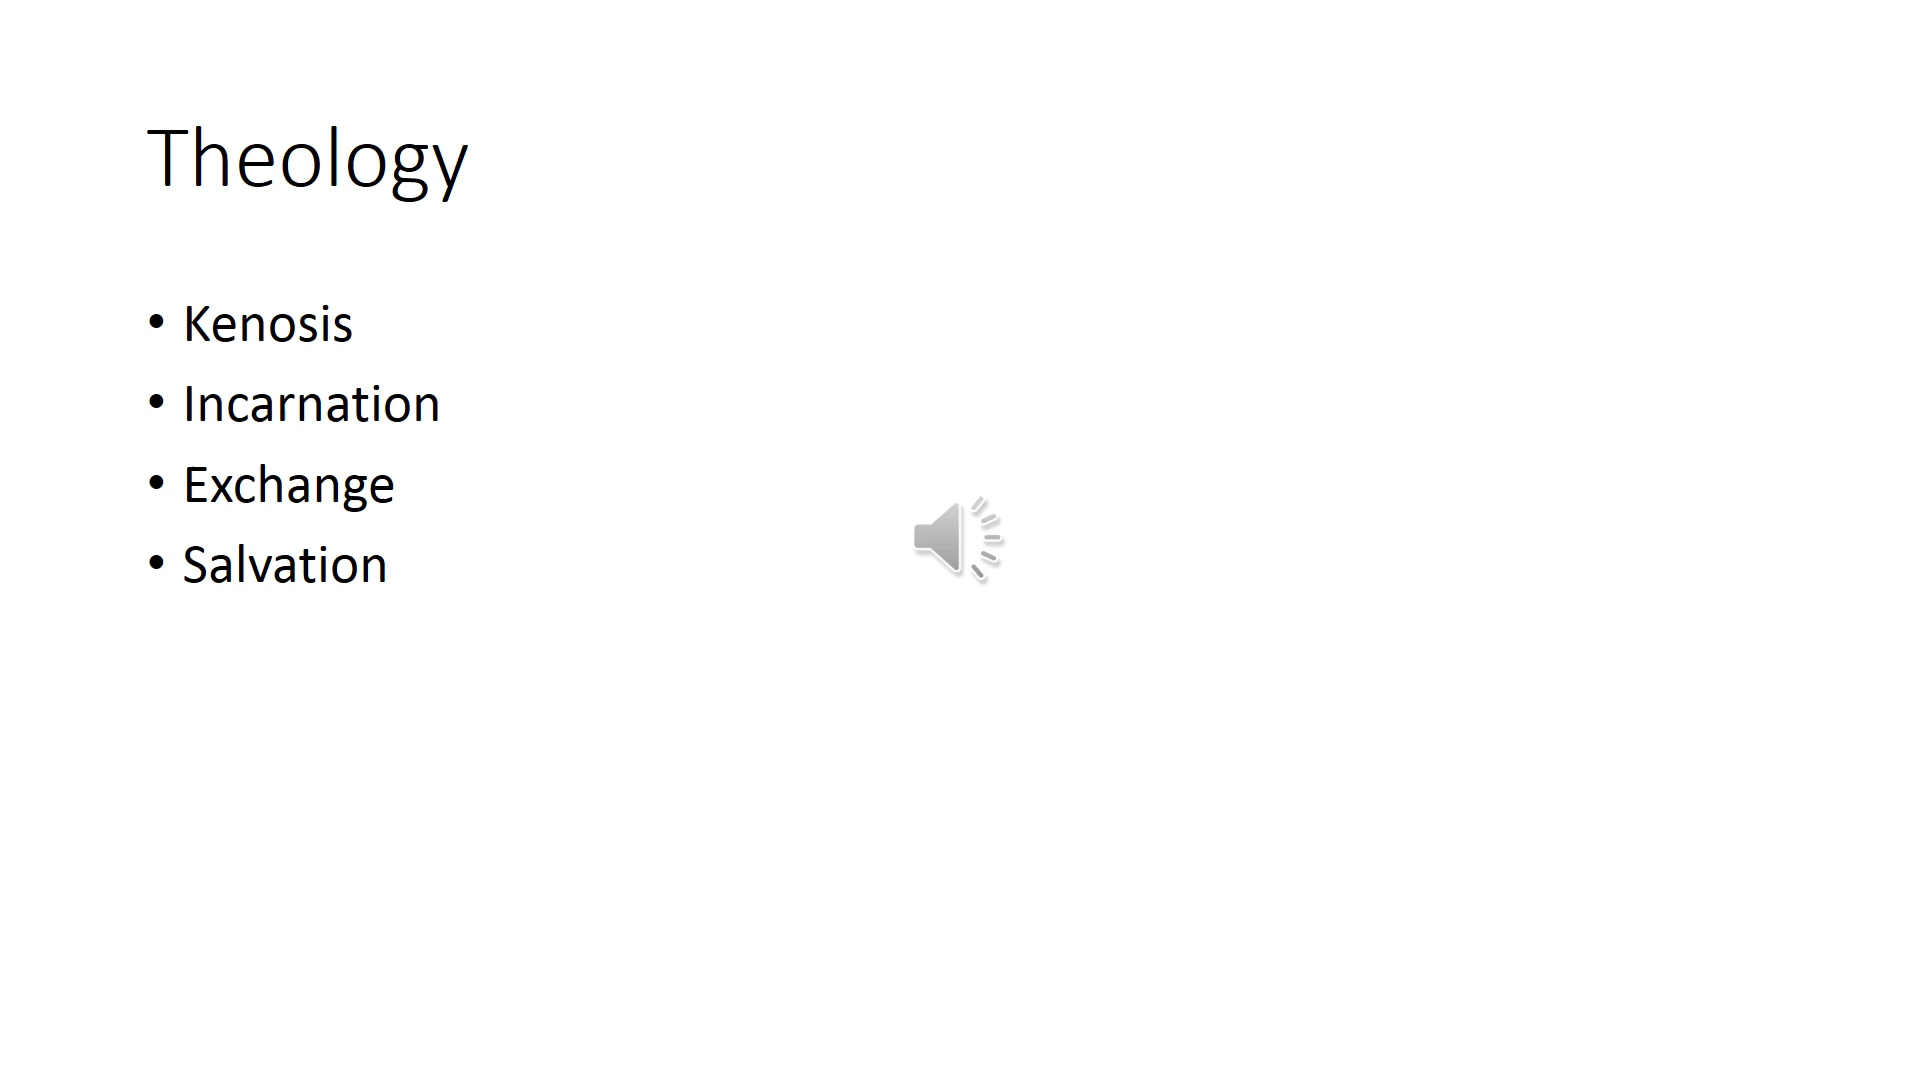 Theology
• Kenosis
• Incarnation
• Exchange
• Salvation